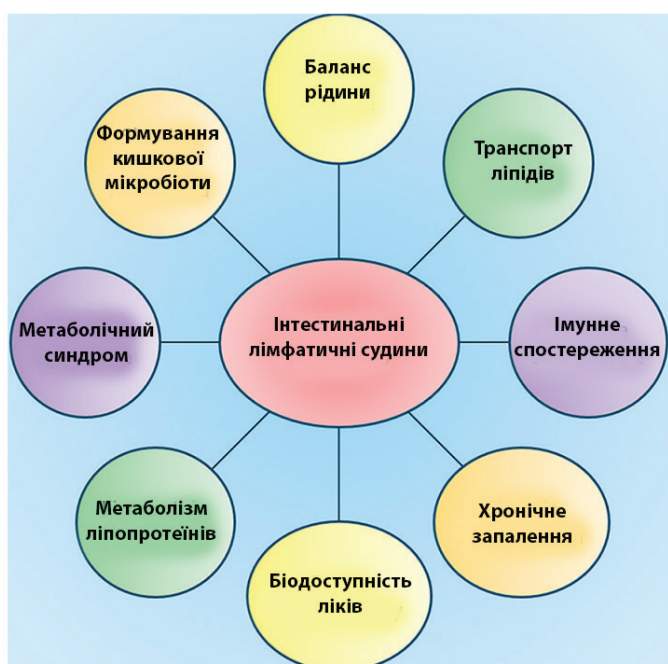 Баланс
рідини
Транспорт
ліпідів
Імунне
спостереження
Хронічне
запалення
Біодоступність
ліків
Метаболізм
ліпопротеїнів
Метаболічний
синдром
Формування
кишкової
мікробіоти
Інтестинальні
лімфатичні судини